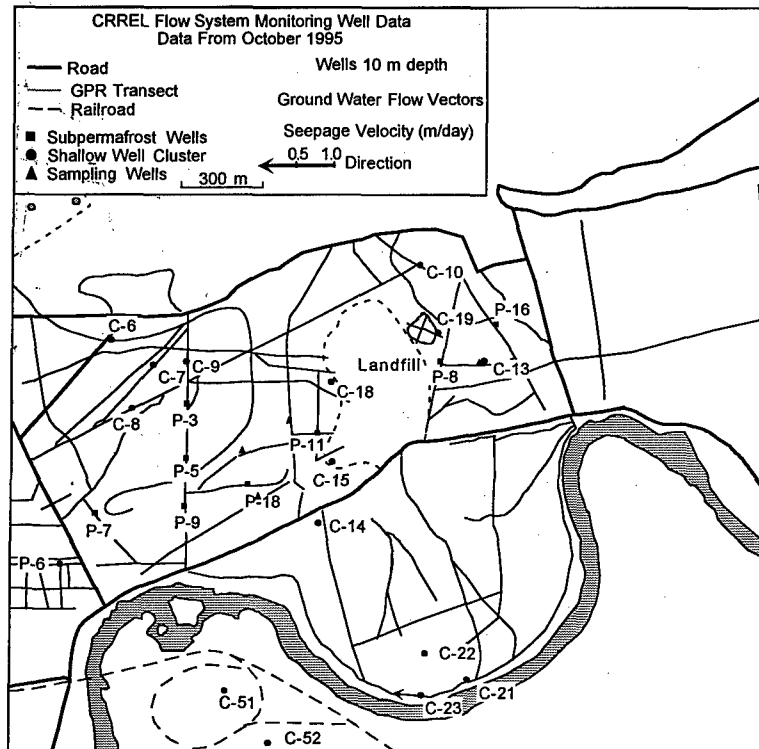 CRREL Flow System Monitoring Well Data
Data From October 1995
Road
Wells 10 m depth
GPR Transect
Ground Water Flow Vectors
Railroad
Seepage Velocity (m/day)
Subpermafrost Wells
0.5 1.0
Shallow Well Cluster
Direction
Sampling Wells
300 m
C-10
P-16
C-19
C-6
Landfill
C-9
C-7
P-8
C-13
C-18
P-3
C-8
P-11
P-5
C-15
P-18
P-9
P-7
C-14
P-6
C-22
C-21
C-51
C-23
C-52